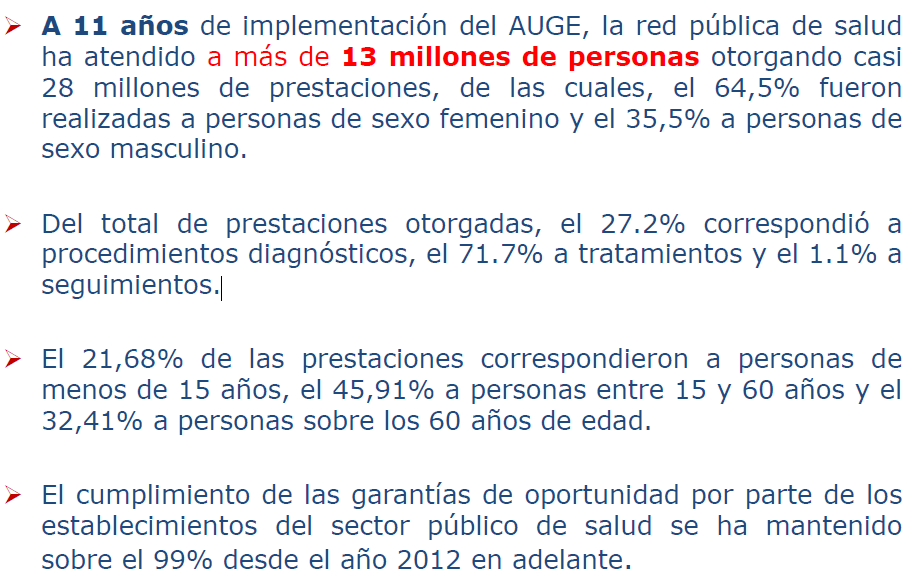 A 11 años de implementación del AUGE, la red pública de salud
ha atendido a más de 13 millones de personas otorgando casi
28 millones de prestaciones, de las cuales, el 64,5% fueron
realizadas a personas de sexo femenino y el 35,5% a personas de
sexo masculino.
Del total de prestaciones otorgadas, el 27.2% correspondió a
procedimientos diagnósticos, el 71.7% a tratamientos y el 1.1% a
seguimientos.
El 21,68% de las prestaciones correspondieron a personas de
menos de 15 años, el 45,91% a personas entre 15 y 60 años y el
32,41% a personas sobre los 60 años de edad.
El cumplimiento de las garantías de oportunidad por parte de los
establecimientos del sector público de salud se ha mantenido
sobre el 99% desde el año 2012 en adelante.